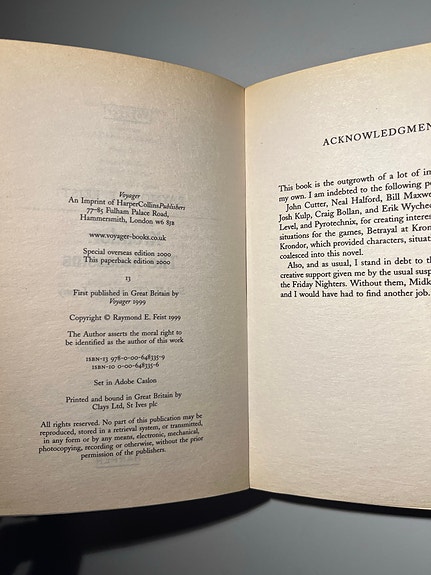 Voyager
An Imprint of HarperCollinsPublishers
77–85 Fulham Palace Road,
Hammersmith, London w6 8jb
www.voyager-books.co.uk
Special overseas edition 2000
This paperback edition 2000
13
First published in Great Britain by
Voyager 1999
Copyright © Raymond E. Feist 1999
The Author asserts the moral right to
be identified as the author of this work
ISBN-13 978-0-00-648335-9
ISBN-10 0-00-648335-6
Set in Adobe Caslon
Printed and bound in Great Britain by
Clays Ltd, St Ives plc
All rights reserved. No part of this publication may be
reproduced, stored in a retrieval system, or transmitted,
in any form or by any means, electronic, mechanical,
photocopying, recording or otherwise, without the prior
permission of the publishers.
ACKNOWLEDGMEN
This book is the outgrowth of a lot of
my own. I am indebted to the following
John Cutter, Neal Halford, Bill
Josh Kulp, Craig Bollan, and Erik
Level, and Pyrotechnix, for creating
situations for the games, Betrayal at
Krondor, which provided characters,
coalesced into this novel.
Also, and as usual, I stand in debt to
creative support given me by the usual
the Friday Nighters. Without them,
and I would have had to find another job.